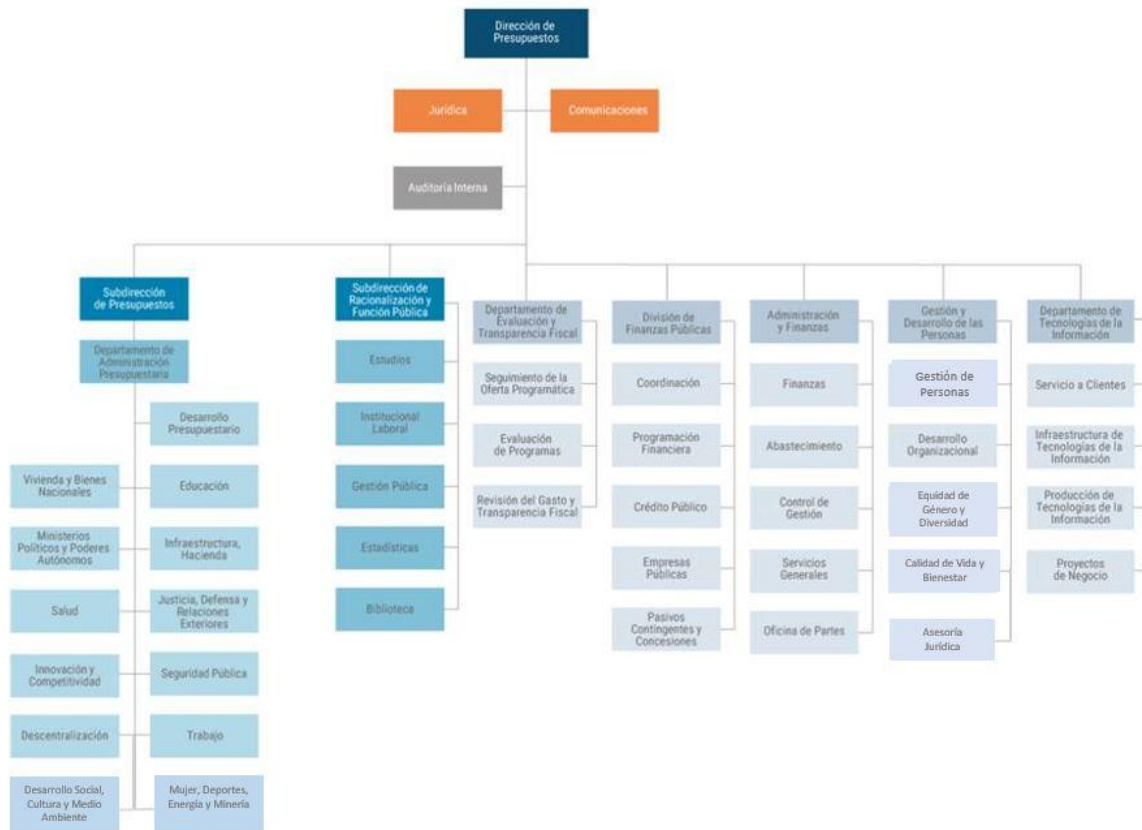 Dirección de
Presupuestos
Jurídica
Comunicaciones
Auditoría Interna
Subdirección
de Presupuestos
Departamento de
Administración
Presupuestaria
Desarrollo
Presupuestario
Vivienda y Bienes
Nacionales
Educación
Ministerios
Políticos y Poderes
Autónomos
Infraestructura,
Hacienda
Salud
Justicia, Defensa y
Relaciones
Exteriores
Innovación y
Competitividad
Seguridad Pública
Descentralización
Trabajo
Desarrollo Social,
Cultura y Medio
Ambiente
Mujer, Deportes,
Energía y Minería
Subdirección de
Racionalización y
Función Pública
Estudios
Institucional
Laboral
Gestión Pública
Estadísticas
Biblioteca
Departamento de
Evaluación y
Transparencia Fiscal
Seguimiento de la
Oferta Programática
Evaluación
de Programas
Revisión del Gasto y
Transparencia Fiscal
División de
Finanzas Públicas
Coordinación
Programación
Financiera
Crédito Público
Empresas
Públicas
Pasivos
Contingentes y
Concesiones
Administración
y Finanzas
Finanzas
Abastecimiento
Control de
Gestión
Servicios
Generales
Oficina de Partes
Gestión y
Desarrollo de las
Personas
Gestión de
Personas
Desarrollo
Organizacional
Equidad de
Género y
Diversidad
Calidad de Vida y
Bienestar
Asesoría
Jurídica
Departamento de
Tecnologías de la
Información
Servicio a Clientes
Infraestructura de
Tecnologías de la
Información
Producción de
Tecnologías de la
Información
Proyectos
de Negocio